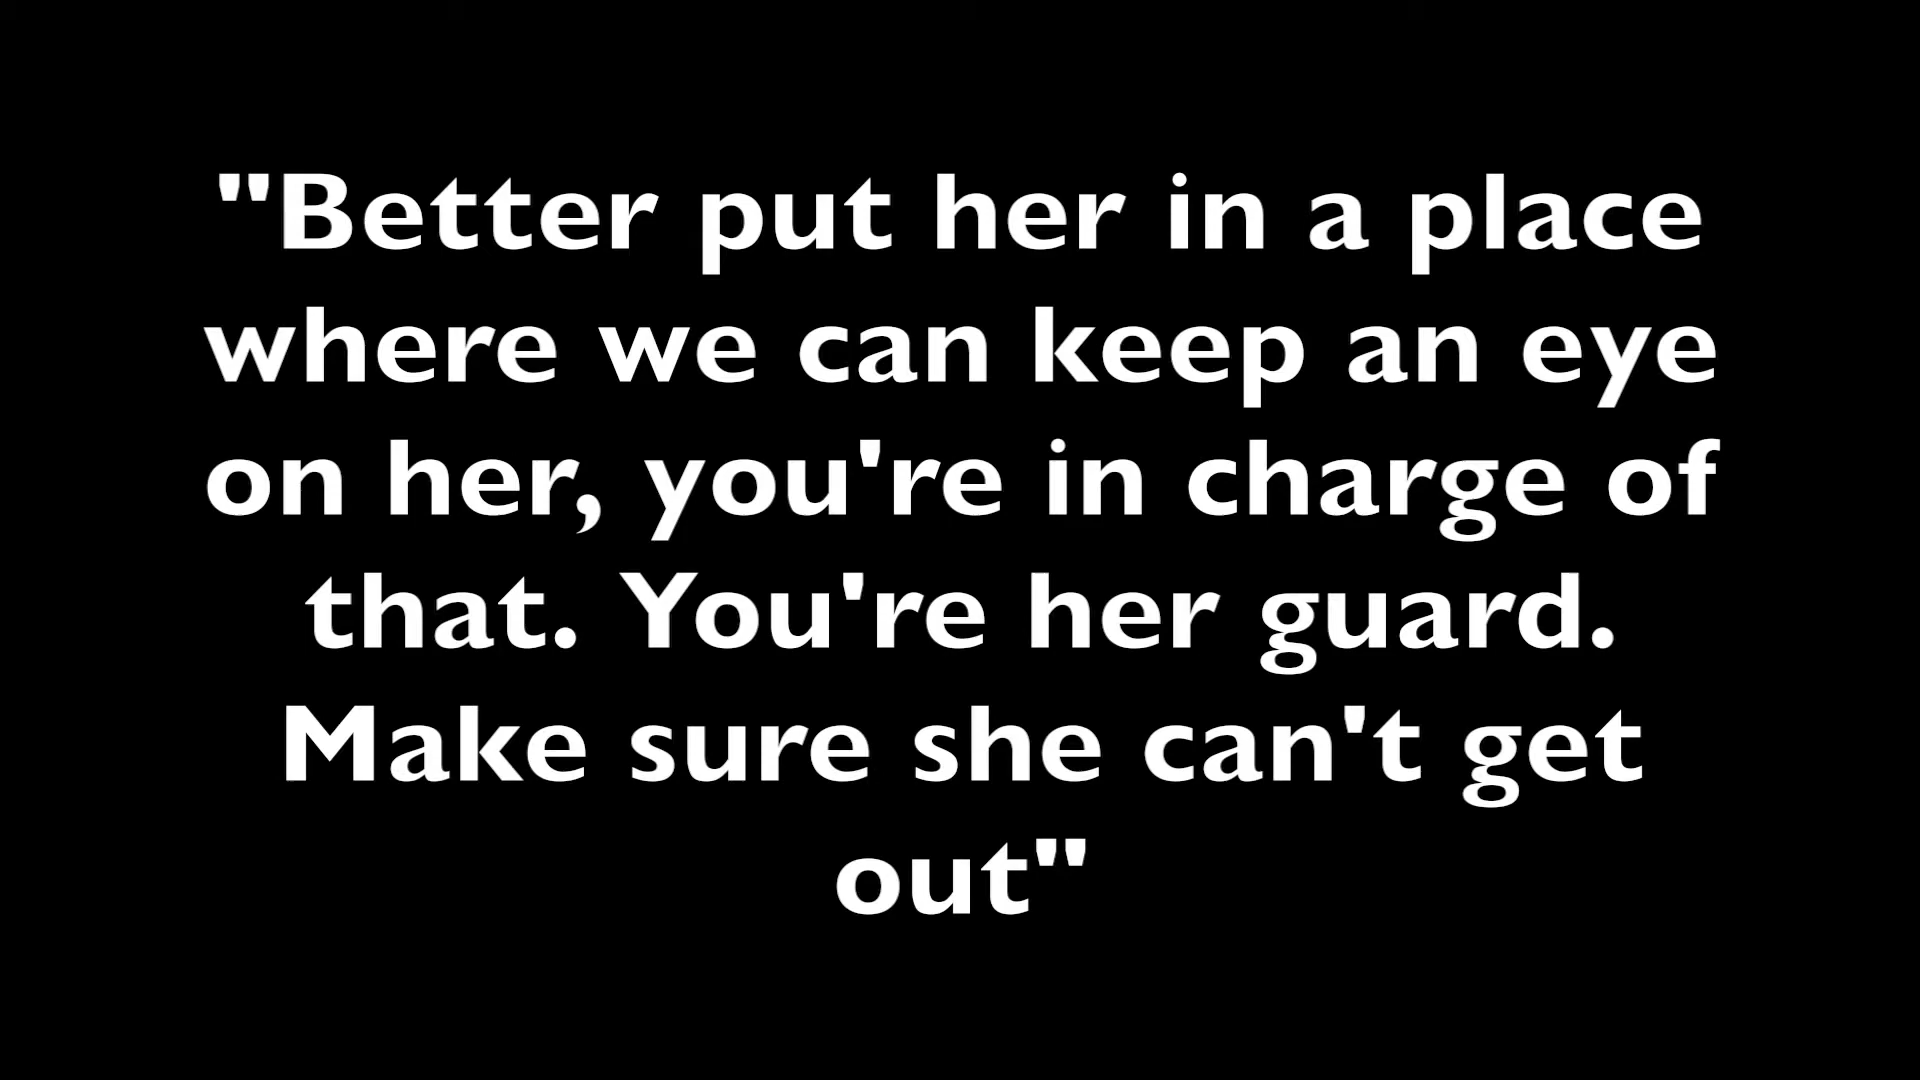 "Better put her in a place
where we can keep an eye
on her, you're in charge of
that. You're her guard.
Make sure she can't get
out"